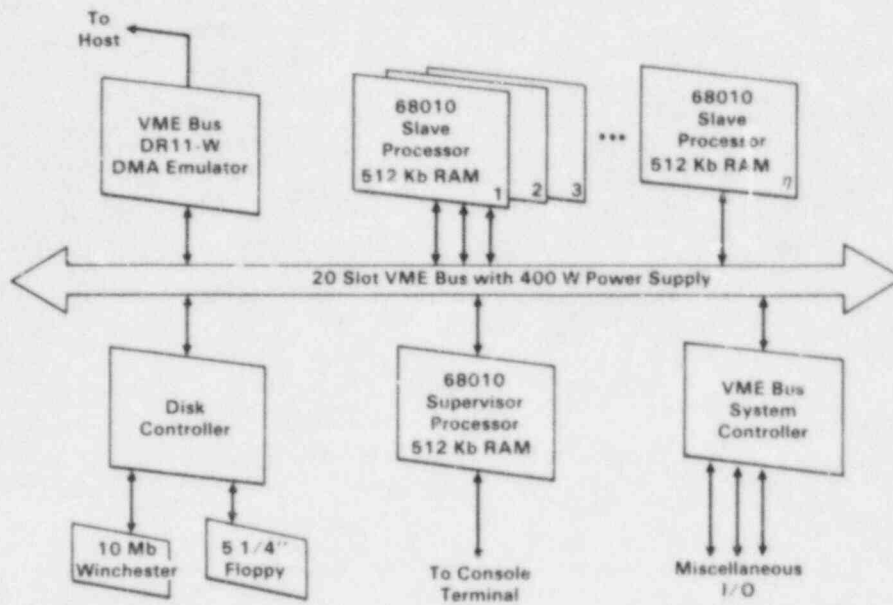 To
Host
VME Bus
DR11-W
DMA Emulator
68010
Slave
Processor
512 Kb RAM
1
2
3
•••
68010
Slave
Processor
512 Kb RAM
η
20 Slot VME Bus with 400 W Power Supply
Disk
Controller
68010
Supervisor
Processor
512 Kb RAM
VME Bus
System
Controller
10 Mb
Winchester
5 1/4''
Floppy
To Console
Terminal
Miscellaneous
I/O